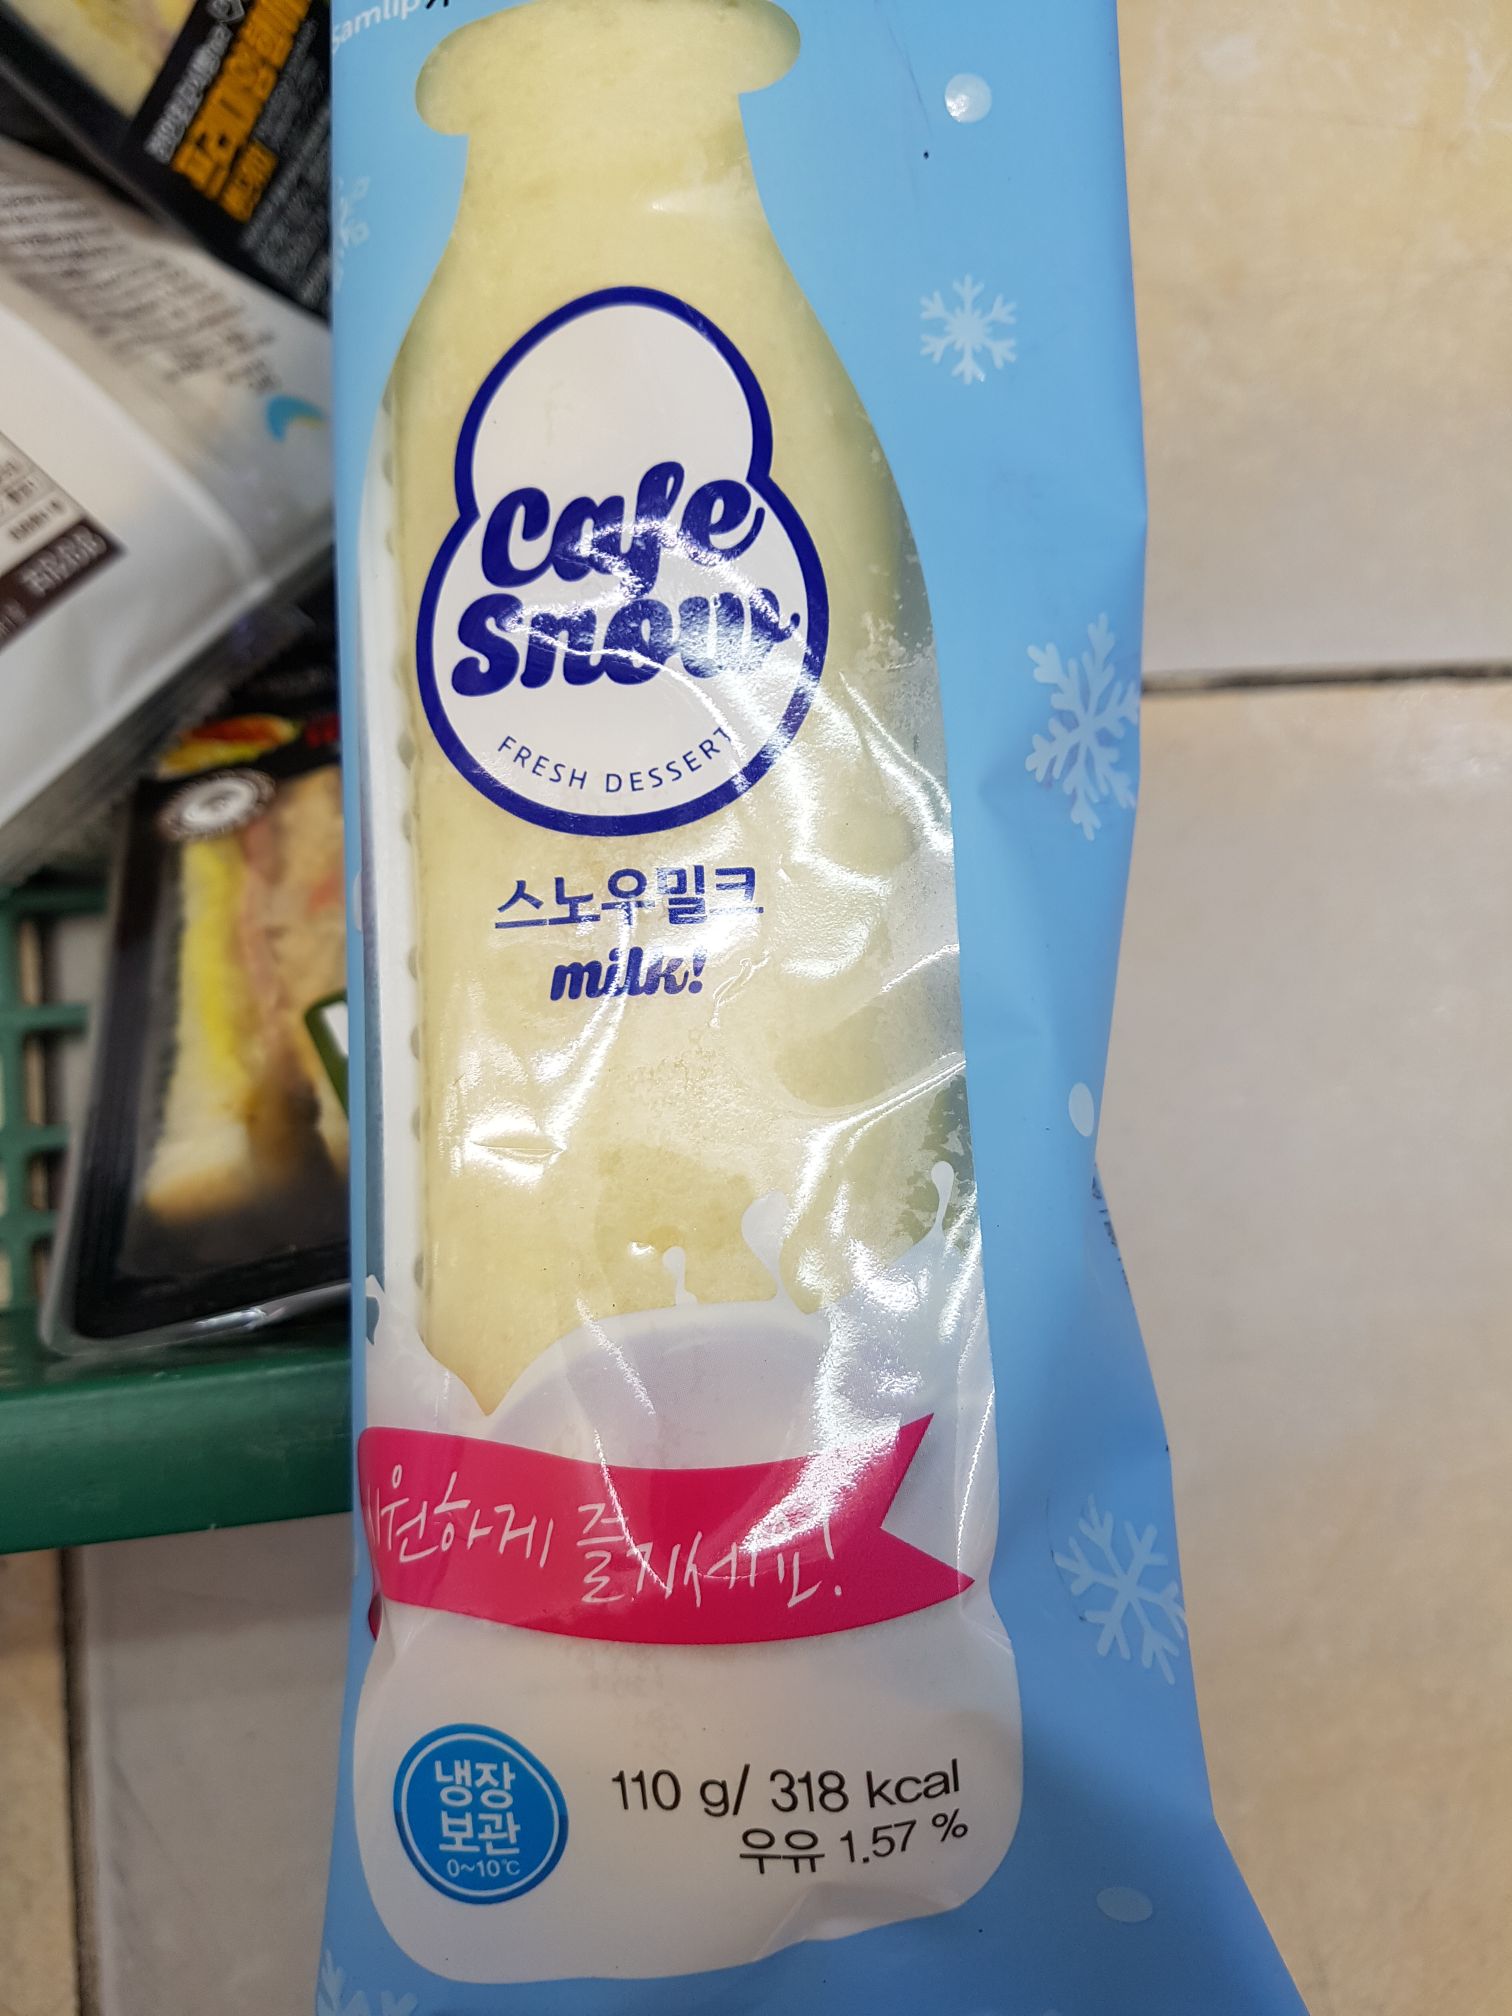 Samlip
Cafe
Snow
FRESH DESSERT
스노우밀크
milk!
시원하게 즐기세요!
냉장
보관
0~10℃
110 g/ 318 kcal
우유 1.57 %